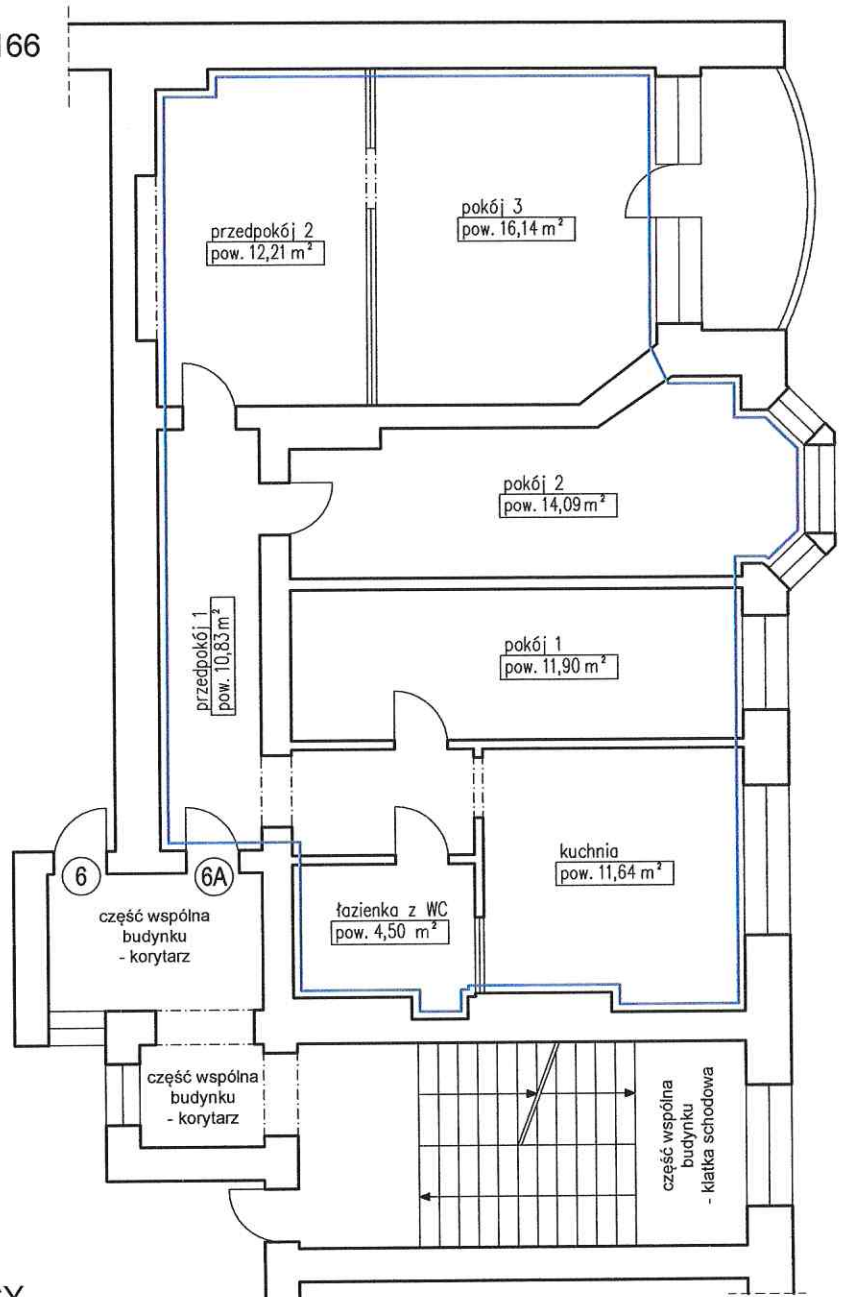 166
przedpokój 2
pow. 12,21 m²
pokój 3
pow. 16,14 m²
pokój 2
pow. 14,09 m²
przedpokój 1
pow. 10,83 m²
pokój 1
pow. 11,90 m²
kuchnia
pow. 11,64 m²
łazienka z WC
pow. 4,50 m²
6
6A
część wspólna
budynku
- korytarz
część wspólna
budynku
- korytarz
część wspólna
budynku
- klatka schodowa